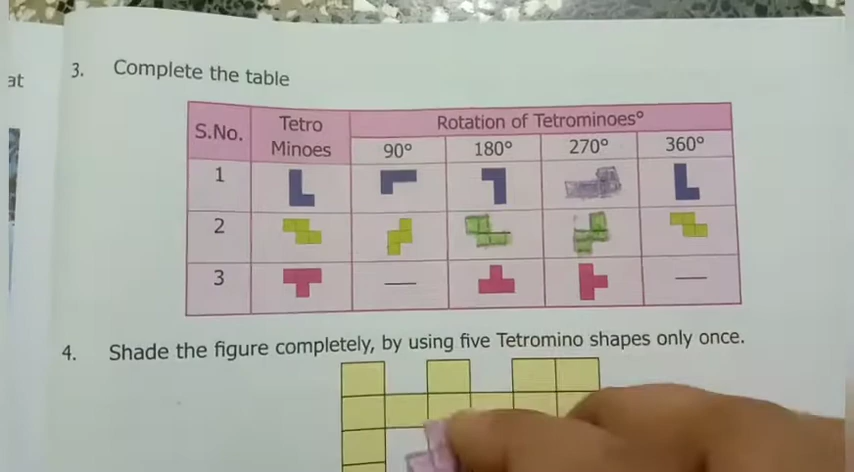 at
3. Complete the table
S.No. Tetro Minoes Rotation of Tetrominoes°
90° 180° 270° 360°
1
2
3 — —
4. Shade the figure completely, by using five Tetromino shapes only once.